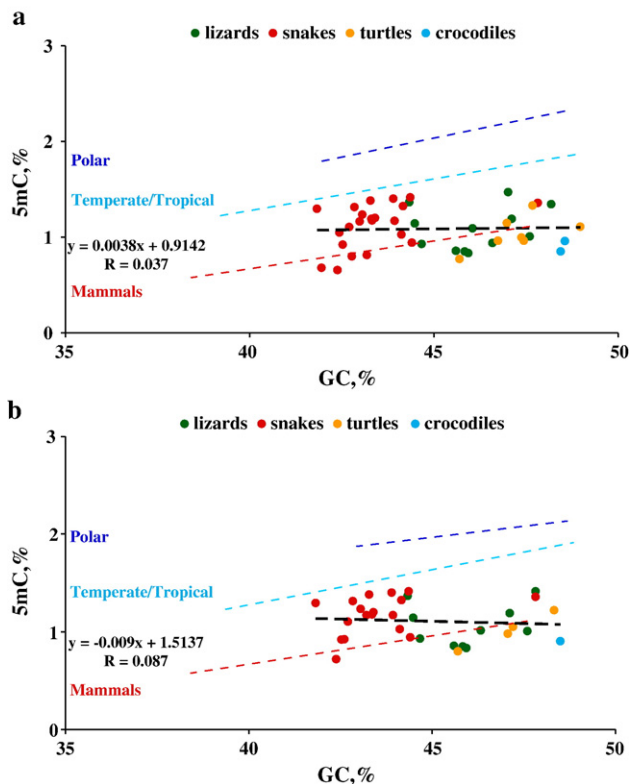 a
lizards snakes turtles crocodiles
3
2
1
0
5mC,%
Polar
Temperate/Tropical
y = 0.0038x + 0.9142
R = 0.037
Mammals
35 40 45 50
GC,%
b
lizards snakes turtles crocodiles
3
2
1
0
5mC,%
Polar
Temperate/Tropical
y = -0.009x + 1.5137
R = 0.087
Mammals
35 40 45 50
GC,%